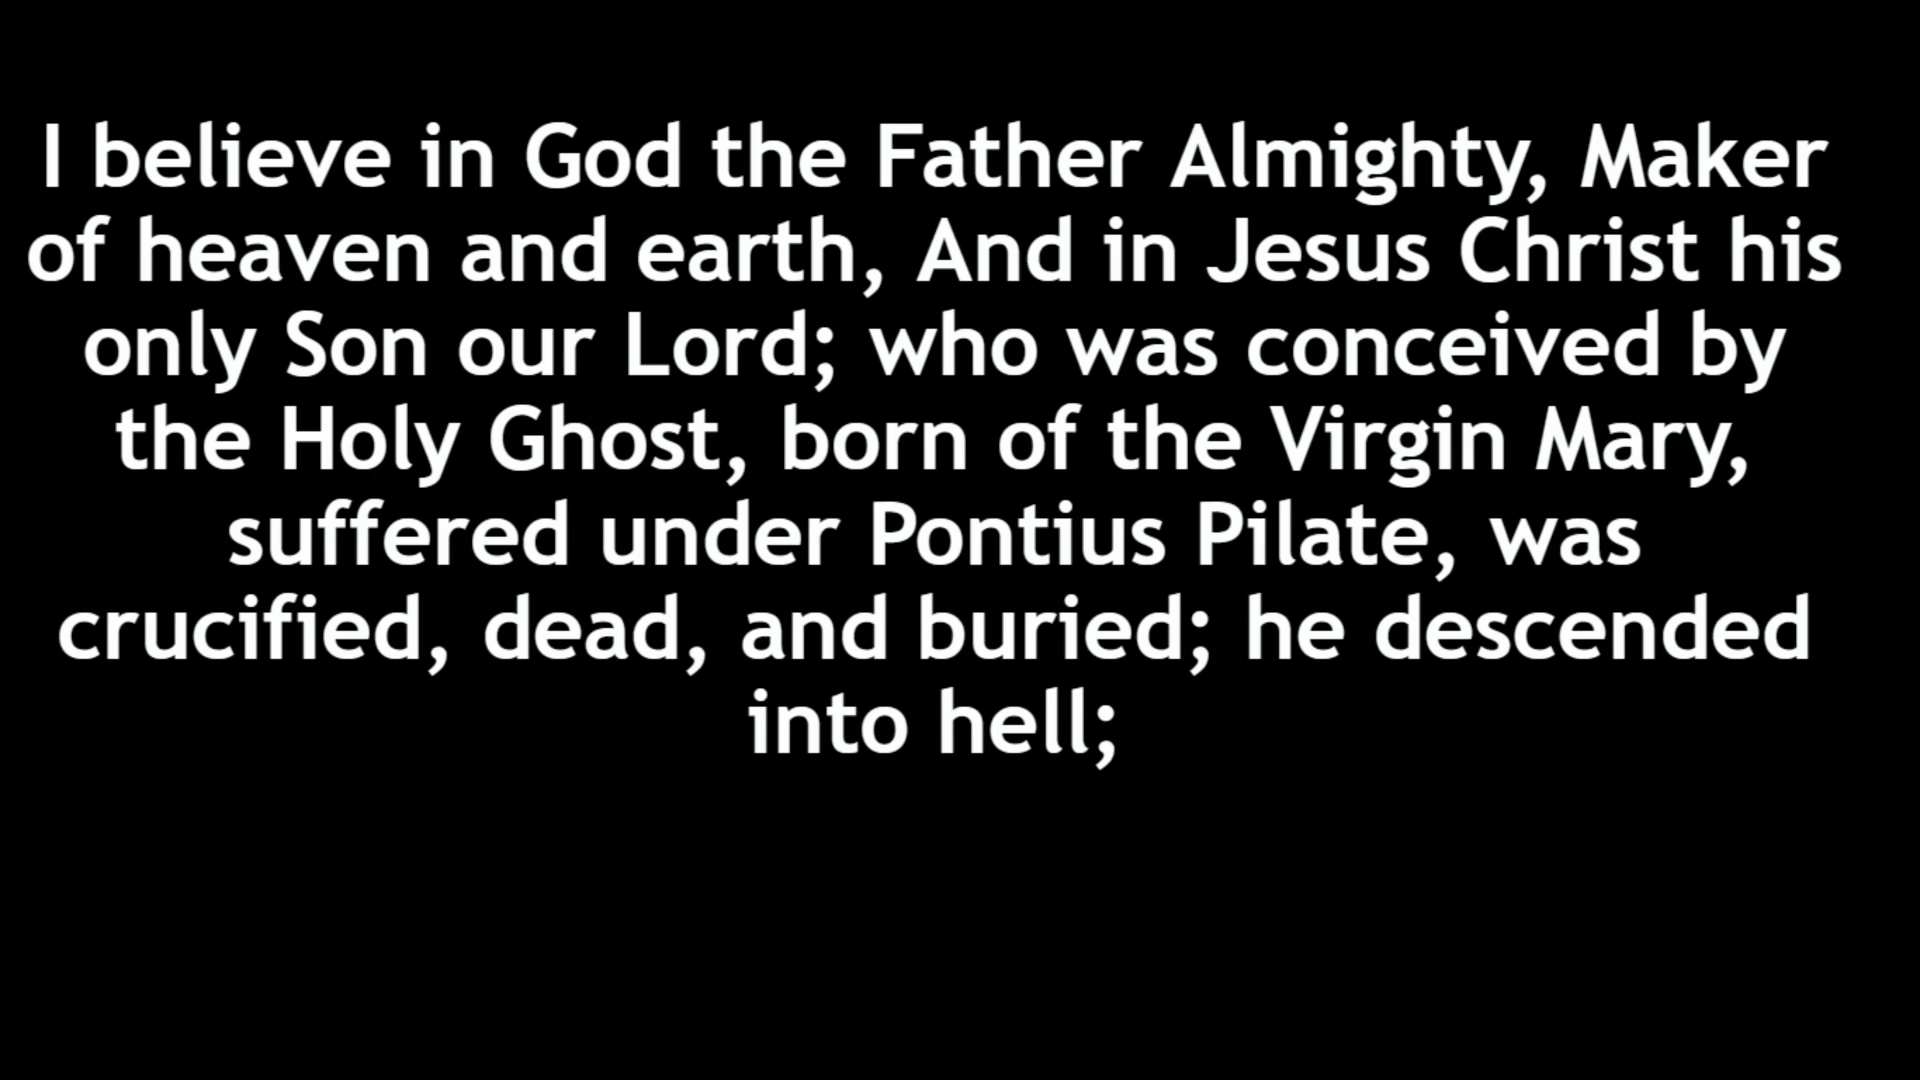 I believe in God the Father Almighty, Maker
of heaven and earth, And in Jesus Christ his
only Son our Lord; who was conceived by
the Holy Ghost, born of the Virgin Mary,
suffered under Pontius Pilate, was
crucified, dead, and buried; he descended
into hell;